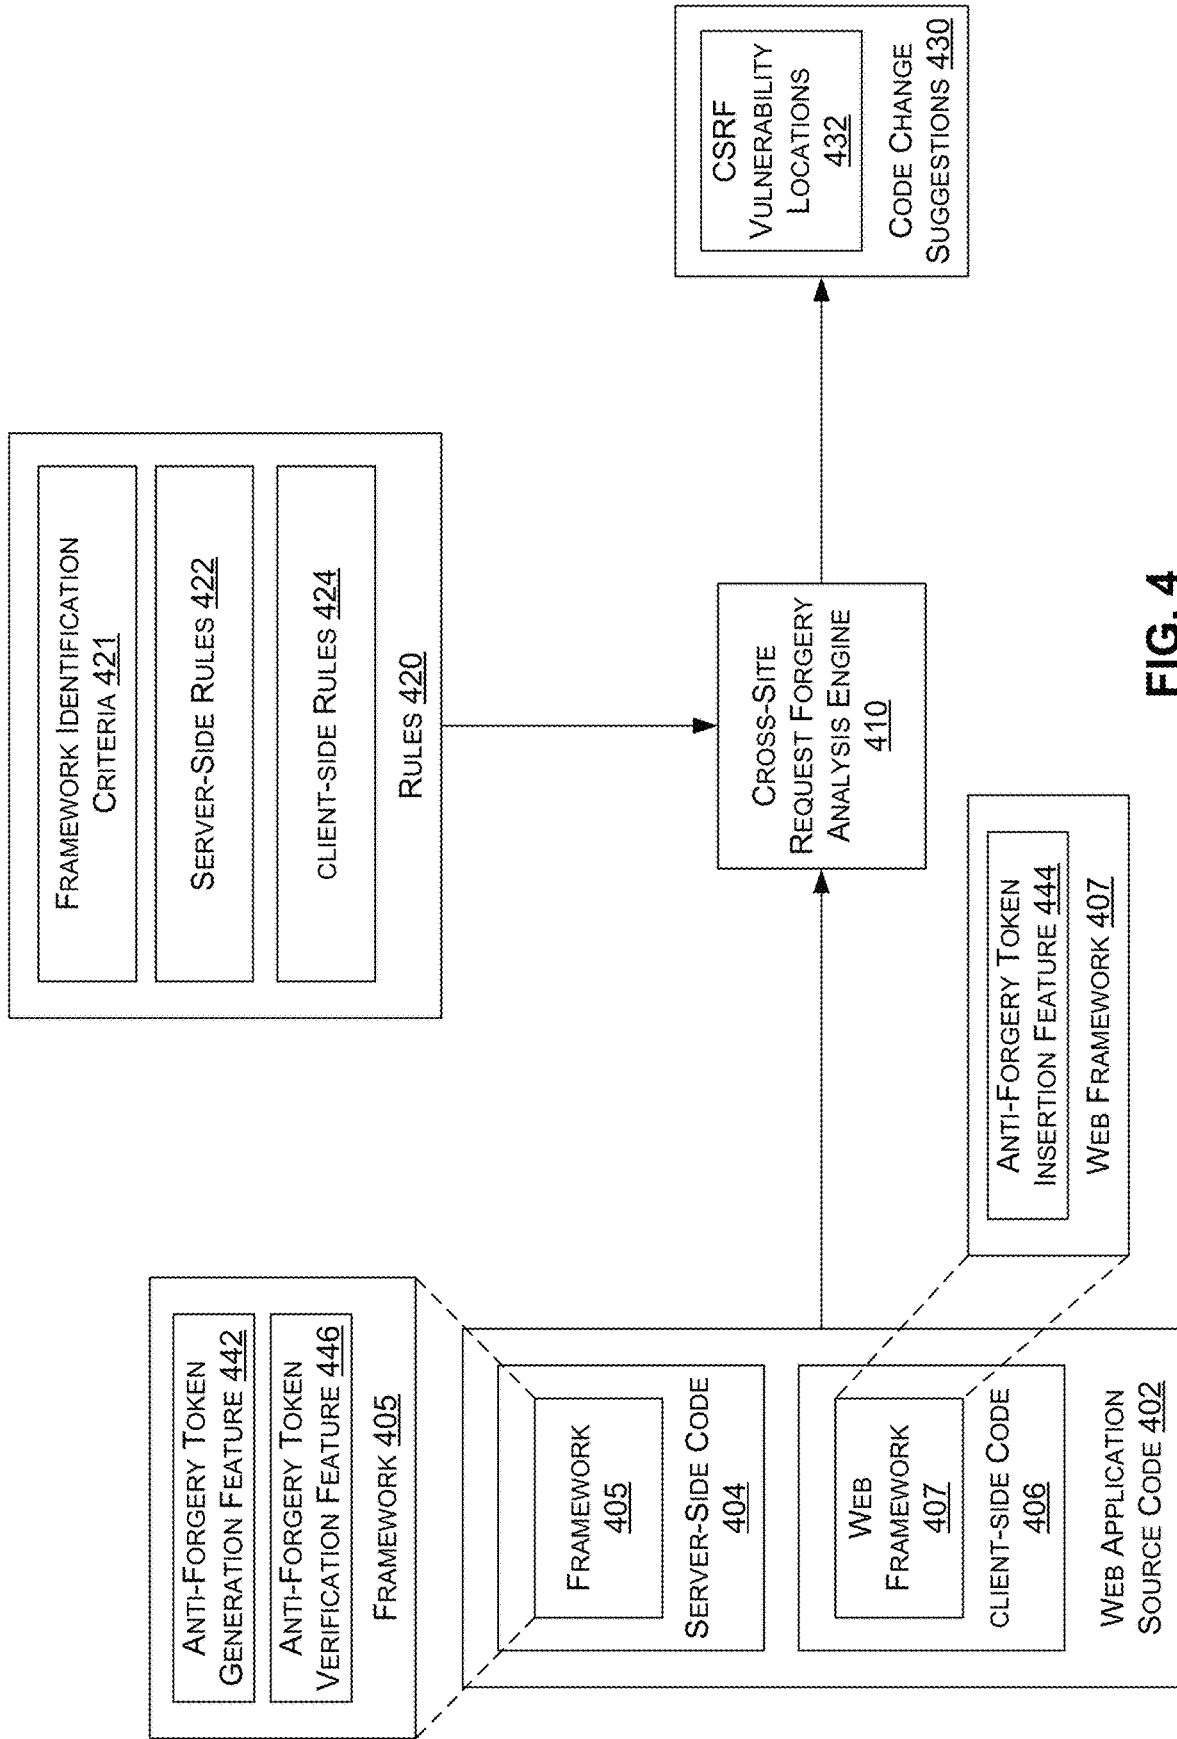 ANTI-FORGERY TOKEN
GENERATION FEATURE 442
ANTI-FORGERY TOKEN
VERIFICATION FEATURE 446
FRAMEWORK 405
FRAMEWORK
405
SERVER-SIDE CODE
404
WEB
FRAMEWORK
407
CLIENT-SIDE CODE
406
WEB APPLICATION
SOURCE CODE 402
ANTI-FORGERY TOKEN
INSERTION FEATURE 444
WEB FRAMEWORK 407
FRAMEWORK IDENTIFICATION
CRITERIA 421
SERVER-SIDE RULES 422
CLIENT-SIDE RULES 424
RULES 420
CROSS-SITE
REQUEST FORGERY
ANALYSIS ENGINE
410
CSRF
VULNERABILITY
LOCATIONS
432
CODE CHANGE
SUGGESTIONS 430
FIG. 4